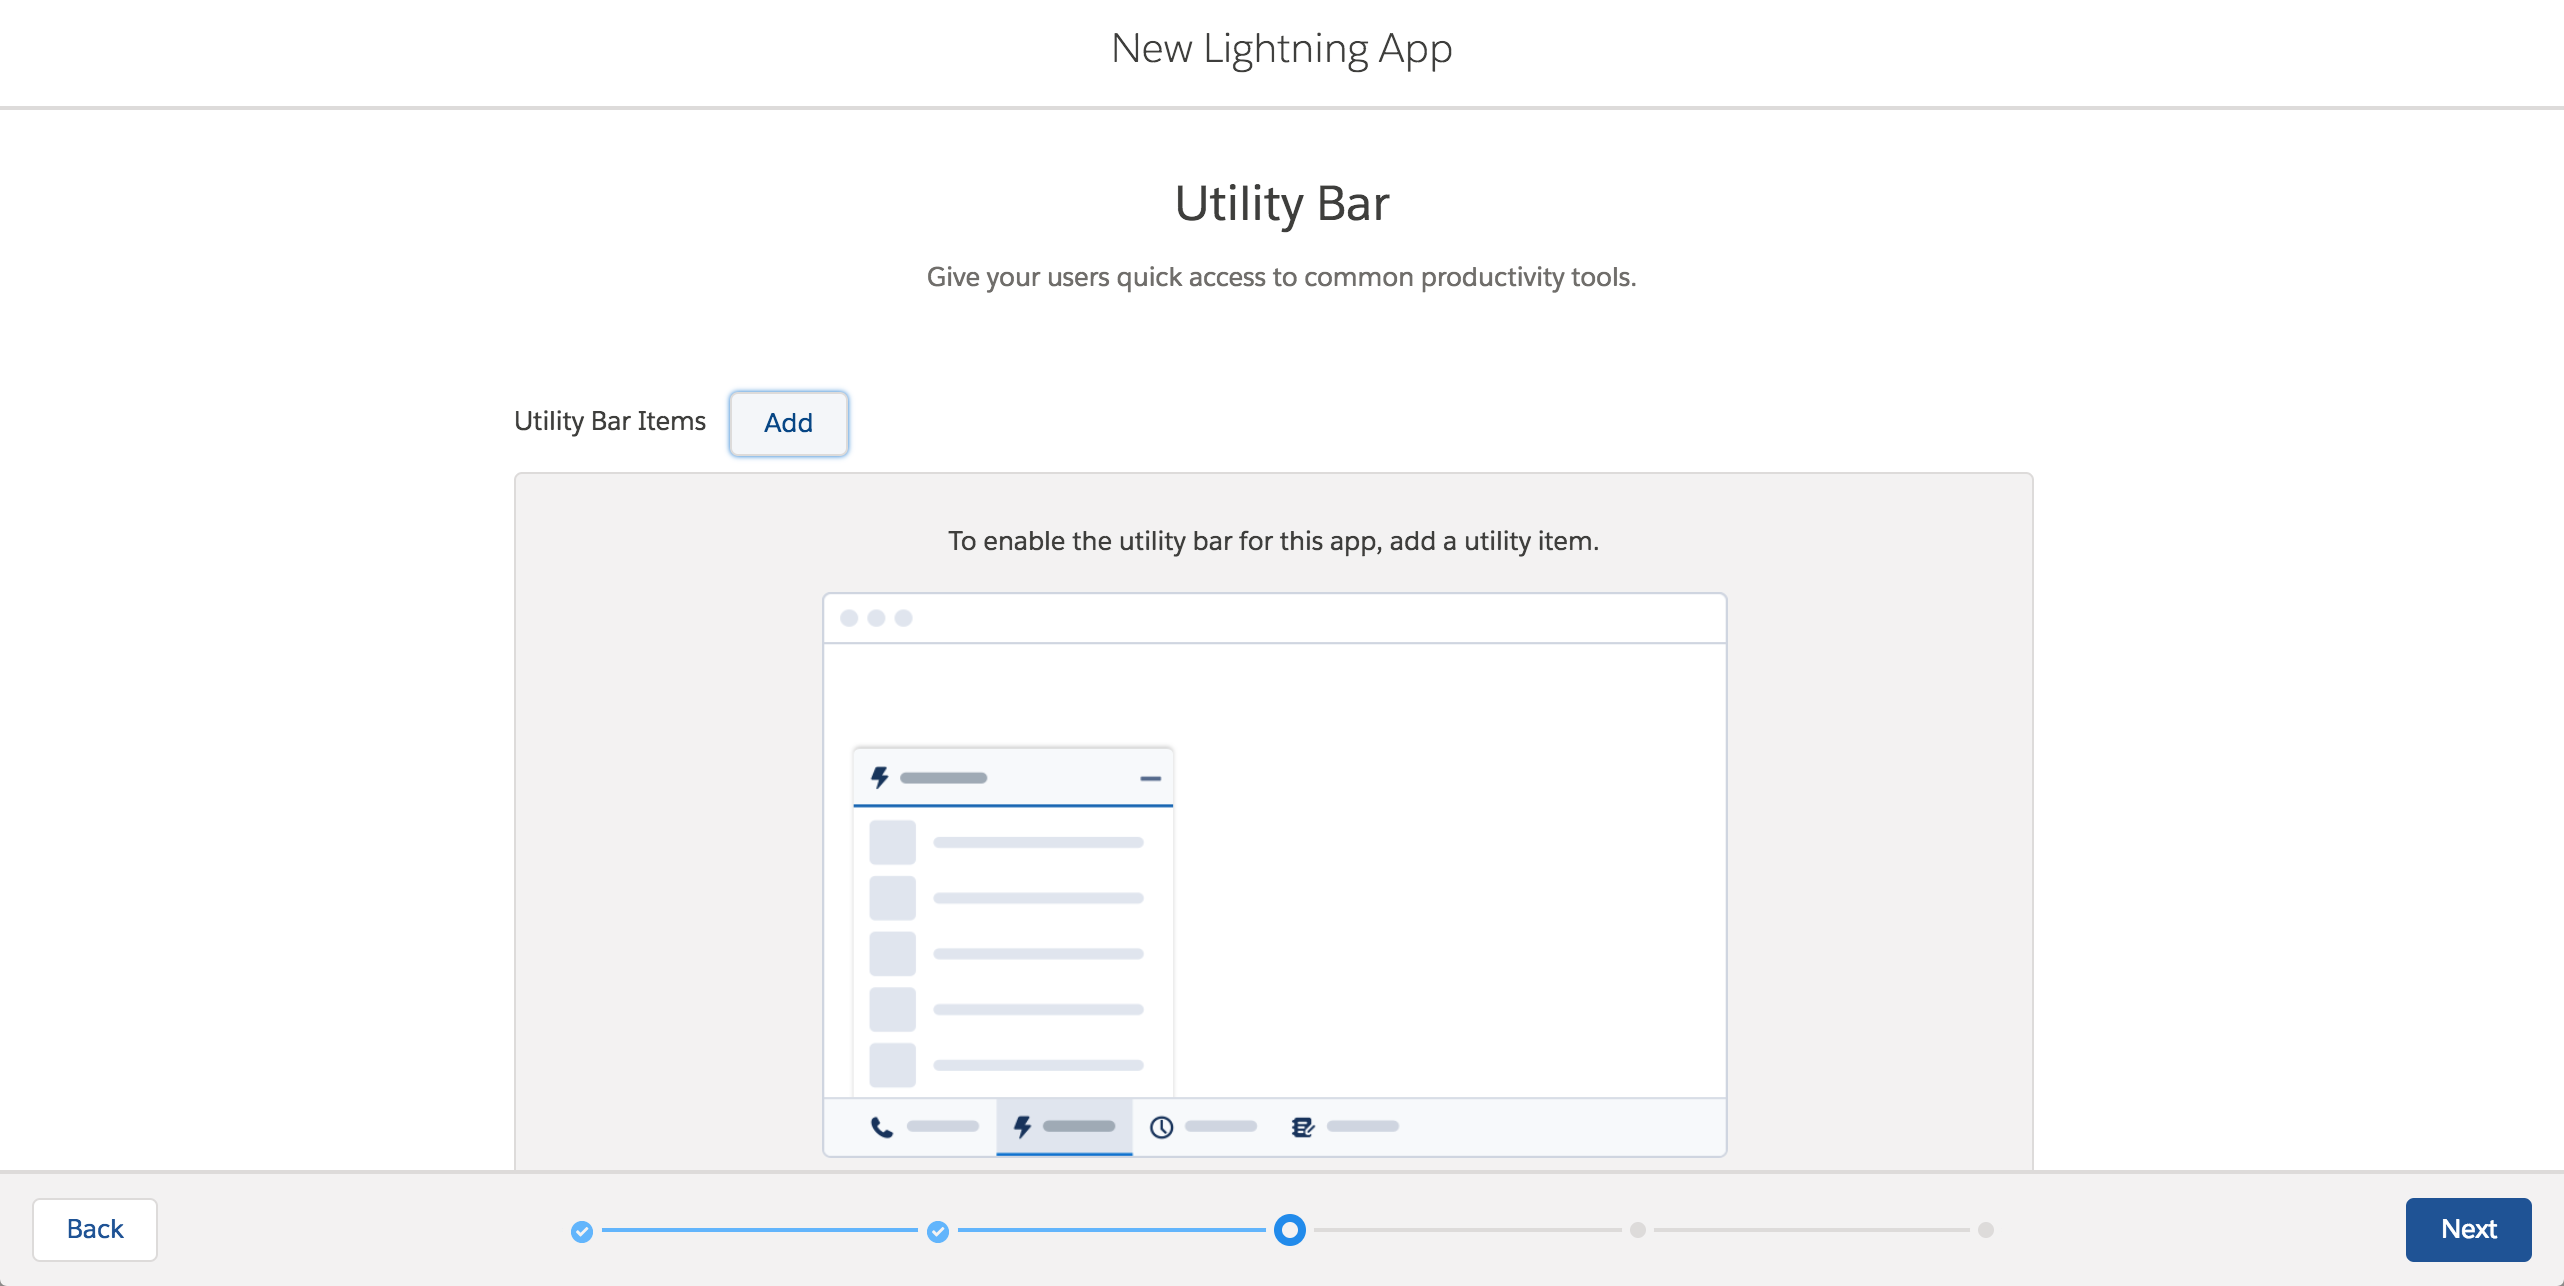 New Lightning App
Utility Bar
Give your users quick access to common productivity tools.
Utility Bar Items
Add
To enable the utility bar for this app, add a utility item.
Back
Next